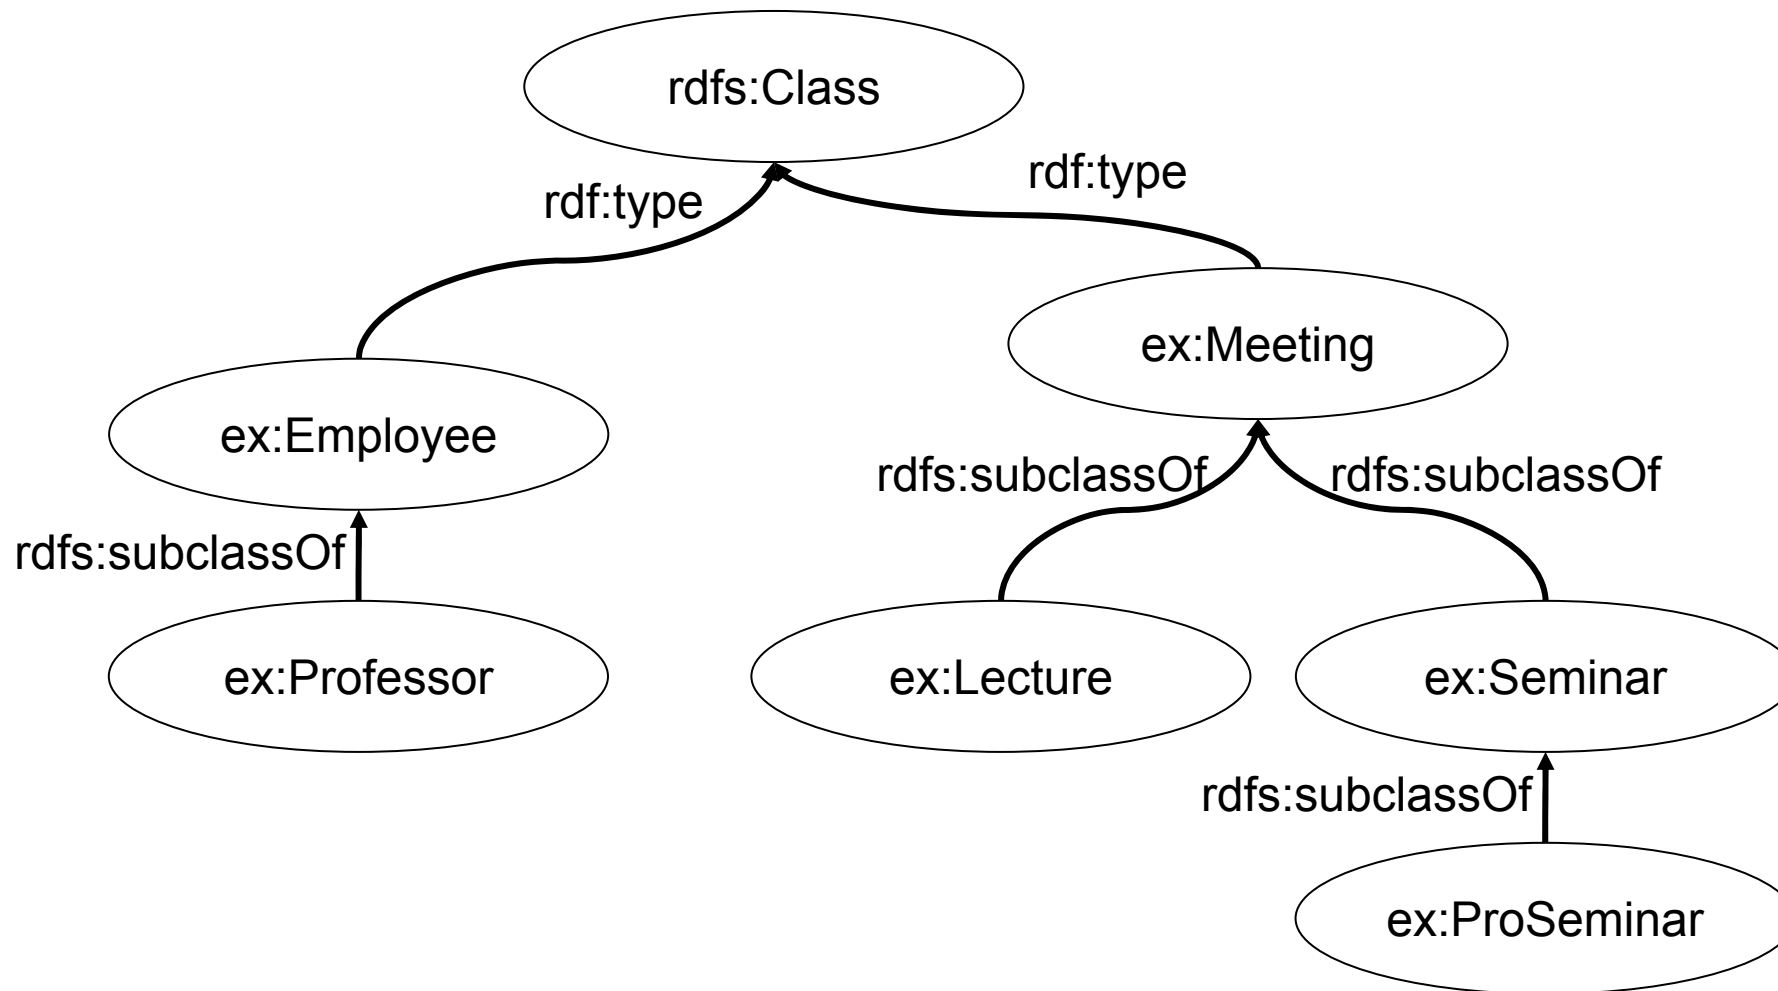 rdfs:Class
rdf:type
rdf:type
ex:Meeting
ex:Employee
rdfs:subclassOf
rdfs:subclassOf
rdfs:subclassOf
ex:Professor
ex:Lecture
ex:Seminar
rdfs:subclassOf
ex:ProSeminar